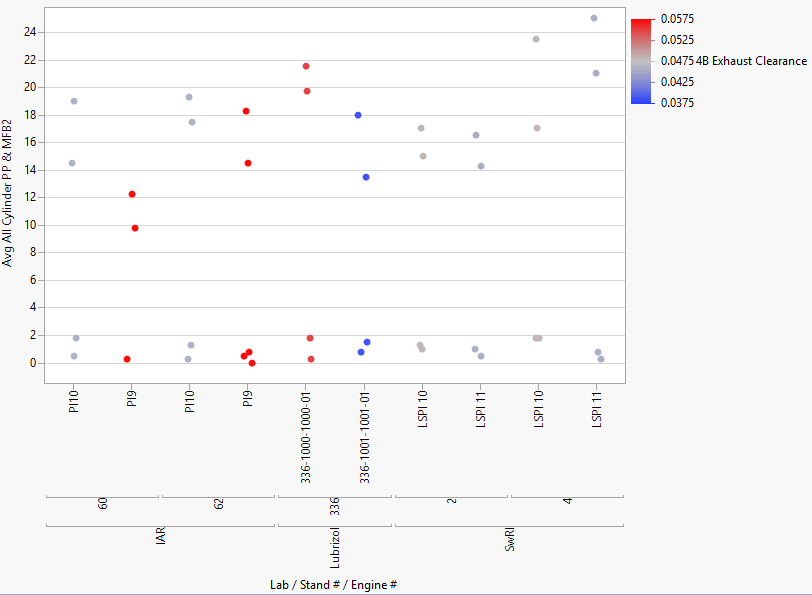 Avg All Cylinder PP & MFB2
24
22
20
18
16
14
12
10
8
6
4
2
0
0.0575
0.0525
0.0475
0.0425
0.0375
4B Exhaust Clearance
PI10
PI9
PI10
PI9
336-1000-1000-01
336-1001-1001-01
LSPI 10
LSPI 11
LSPI 10
LSPI 11
60
62
336
2
4
IAR
Lubrizol
SwRI
Lab / Stand # / Engine #